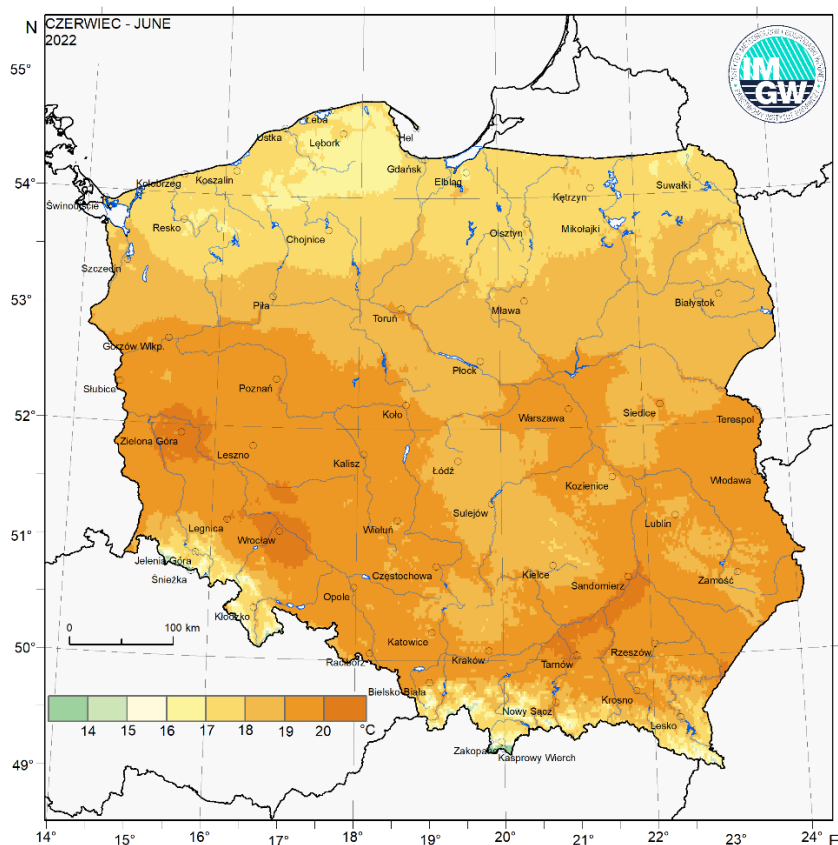 CZERWIEC - JUNE
N
2022
IM
GW
55°
Łeba
Ustka
Hel
Lębork
Gdańsk
Elbląg
54°
Kołobrzeg
Koszalin
Kętrzyn
Suwałki
Świnoujście
Resko
Chojnice
Olsztyn
Mikołajki
Szczecin
53°
Piła
Toruń
Mława
Białystok
Gorzów Wlkp.
Słubice
Poznań
Płock
52°
Koło
Warszawa
Siedlce
Terespol
Zielona Góra
Leszno
Kalisz
Łódź
Kozienice
Włodawa
Sulejów
51°
Legnica
Wrocław
Wieluń
Lublin
Jelenia Góra
Śnieżka
Częstochowa
Kielce
Sandomierz
Zamość
Opole
Kłodzko
0 100 km
50°
Katowice
Racibórz
Kraków
Tarnów
Rzeszów
Bielsko-Biała
Nowy Sącz
Krosno
Lesko
14 15 16 17 18 19 20 °C
Kasprowy Wierch
49°
14° 15° 16° 17° 18° 19° 20° 21° 22° 23° 24° E